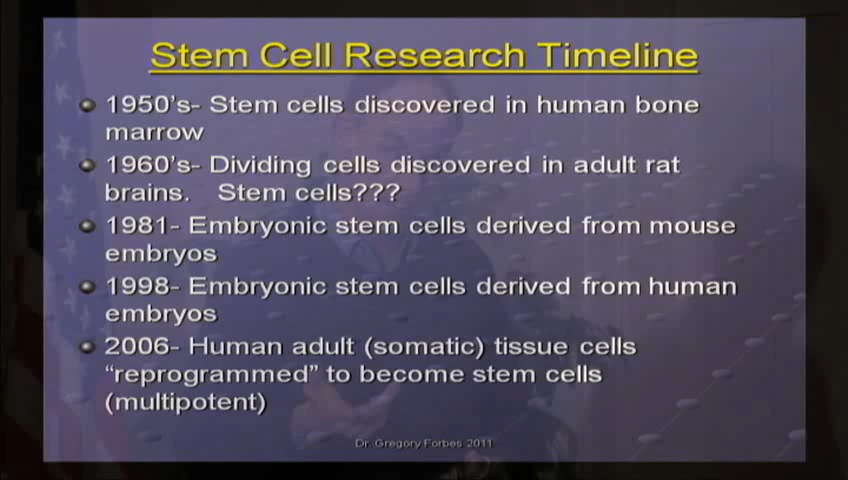 Stem Cell Research Timeline
1950's- Stem cells discovered in human bone
marrow
1960's- Dividing cells discovered in adult rat
brains. Stem cells???
1981- Embryonic stem cells derived from mouse
embryos
1998- Embryonic stem cells derived from human
embryos
2006- Human adult (somatic) tissue cells
"reprogrammed" to become stem cells
(multipotent)
Dr. Gregory Forbes 2011